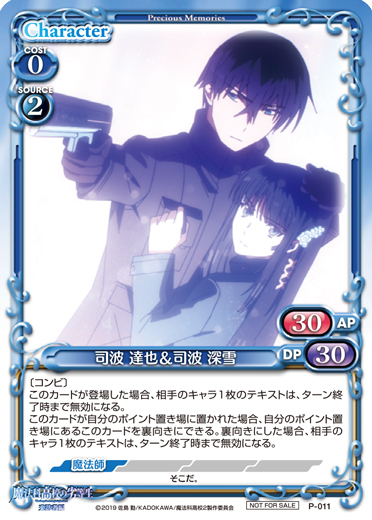 Precious Memories
Character
COST
0
SOURCE
2
30 AP
司波 達也&司波 深雪
DP 30
〔コンビ〕
このカードが登場した場合、相手のキャラ1枚のテキストは、ターン終
了時まで無効になる。
このカードが自分のポイント置き場に置かれた場合、自分のポイント置
き場にあるこのカードを裏向きにできる。裏向きにした場合、相手のキ
ャラ1枚のテキストは、ターン終了時まで無効になる。
魔法師
そこだ。
魔法科高校の劣等生
来訪者編
©2019 佐島 勤/KADOKAWA/魔法科高校2製作委員会
NOT FOR SALE
P-011